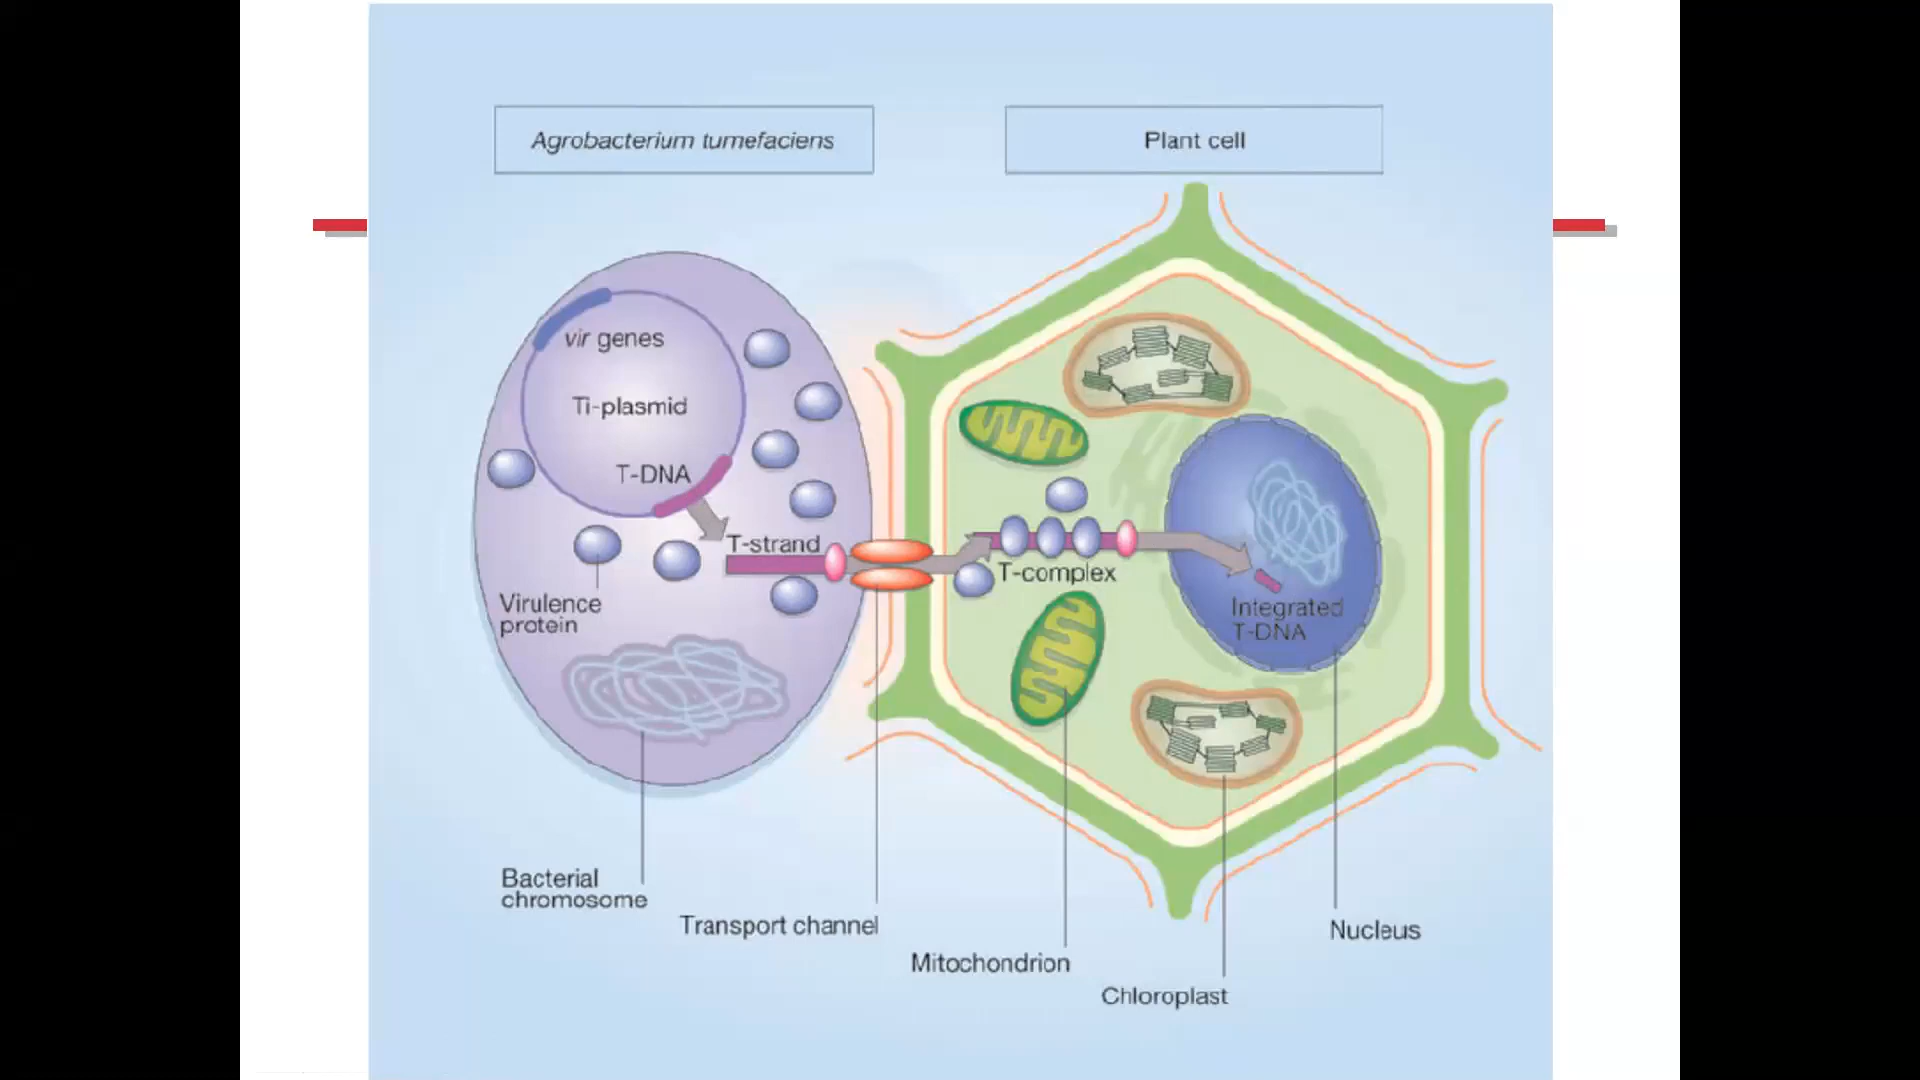 Agrobacterium tumefaciens
Plant cell
vir genes
Ti-plasmid
T-DNA
T-strand
T-complex
Virulence
protein
Integrated
T-DNA
Bacterial
chromosome
Transport channel
Mitochondrion
Chloroplast
Nucleus